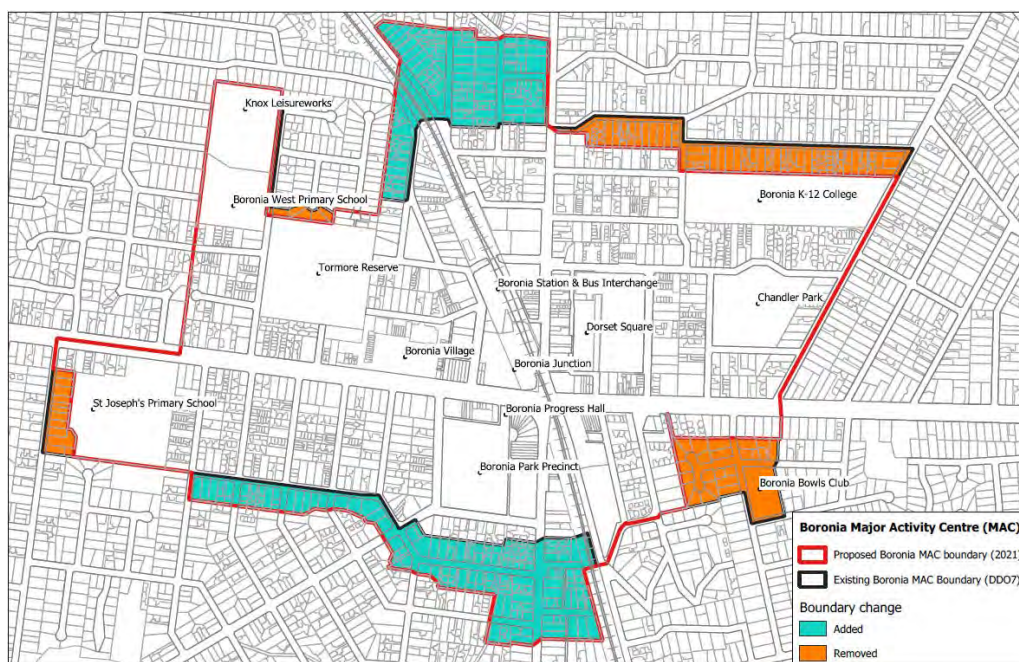 Knox Leisureworks
Boronia K-12 College
Boronia West Primary School
Tormore Reserve
Boronia Station & Bus Interchange
Chandler Park
Dorset Square
Boronia Village
Boronia Junction
St Joseph's Primary School
Boronia Progress Hall
Boronia Park Precinct
Boronia Bowls Club
Boronia Major Activity Centre (MAC)
Proposed Boronia MAC boundary (2021)
Existing Boronia MAC Boundary (DDO7)
Boundary change
Added
Removed